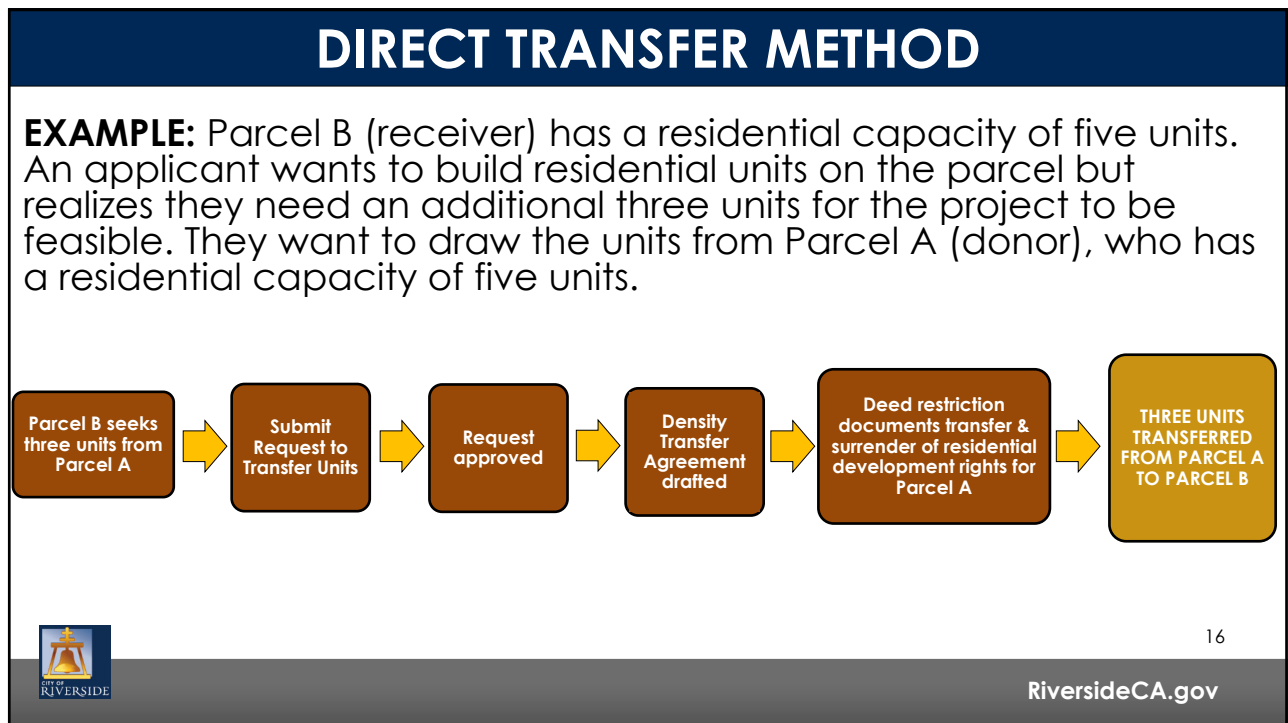 DIRECT TRANSFER METHOD
EXAMPLE: Parcel B (receiver) has a residential capacity of five units.
An applicant wants to build residential units on the parcel but
realizes they need an additional three units for the project to be
feasible. They want to draw the units from Parcel A (donor), who has
a residential capacity of five units.
Parcel B seeks
three units from
Parcel A
Submit
Request to
Transfer Units
Request
approved
Density
Transfer
Agreement
drafted
Deed restriction
documents transfer &
surrender of residential
development rights for
Parcel A
THREE UNITS
TRANSFERRED
FROM PARCEL A
TO PARCEL B
16
CITY OF
RIVERSIDE
RiversideCA.gov